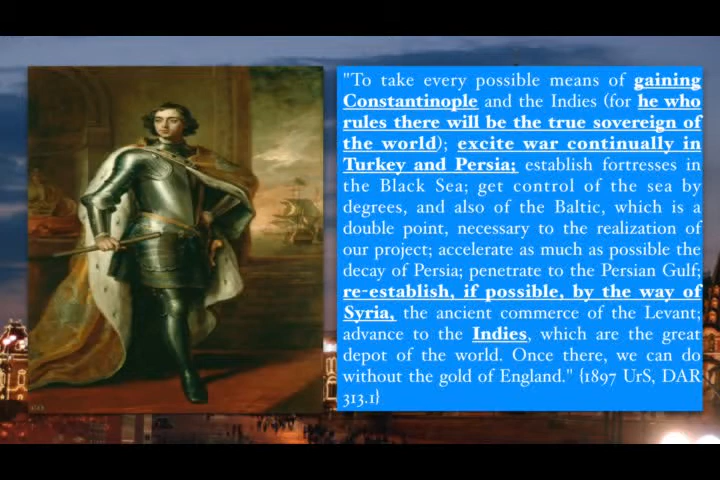 "To take every possible means of gaining
Constantinople and the Indies (for he who
rules there will be the true sovereign of
the world); excite war continually in
Turkey and Persia; establish fortresses in
the Black Sea; get control of the sea by
degrees, and also of the Baltic, which is a
double point, necessary to the realization of
our project; accelerate as much as possible the
decay of Persia; penetrate to the Persian Gulf;
re-establish, if possible, by the way of
Syria, the ancient commerce of the Levant;
advance to the Indies, which are the great
depot of the world. Once there, we can do
without the gold of England." {1897 UrS, DAR
313.1}